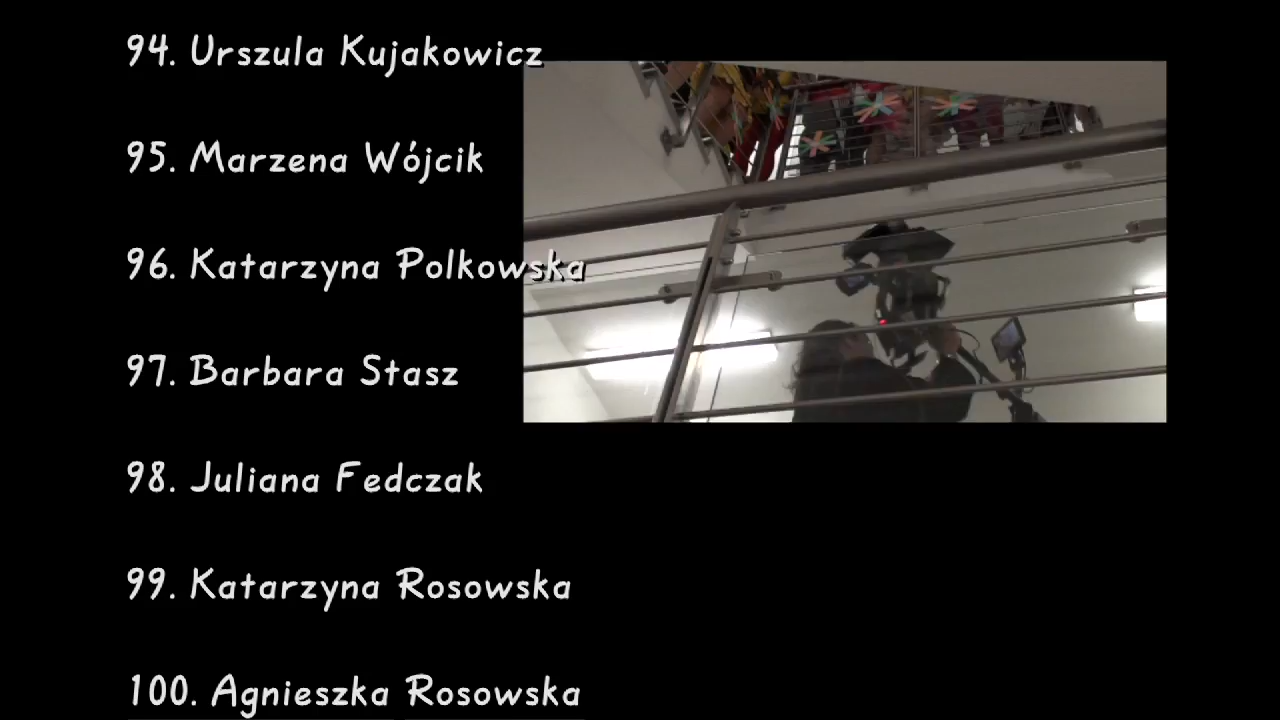 94. Urszula Kujakowicz
95. Marzena Wójcik
96. Katarzyna Polkowska
97. Barbara Stasz
98. Juliana Fedczak
99. Katarzyna Rosowska
100. Agnieszka Rosowska